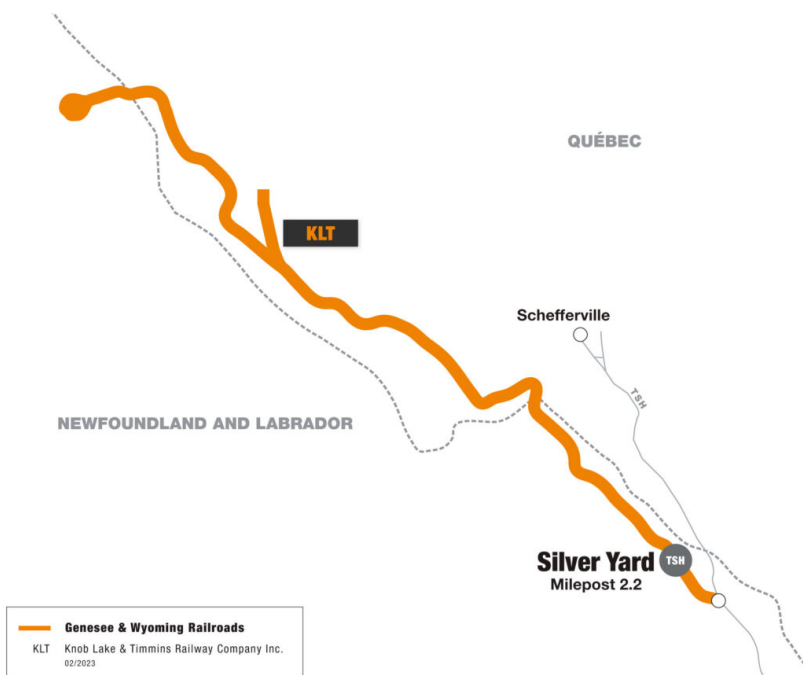 QUÉBEC
KLT
Schefferville
TSH
NEWFOUNDLAND AND LABRADOR
Silver Yard
TSH
Milepost 2.2
Genesee & Wyoming Railroads
KLT Knob Lake & Timmins Railway Company Inc.
02/2023